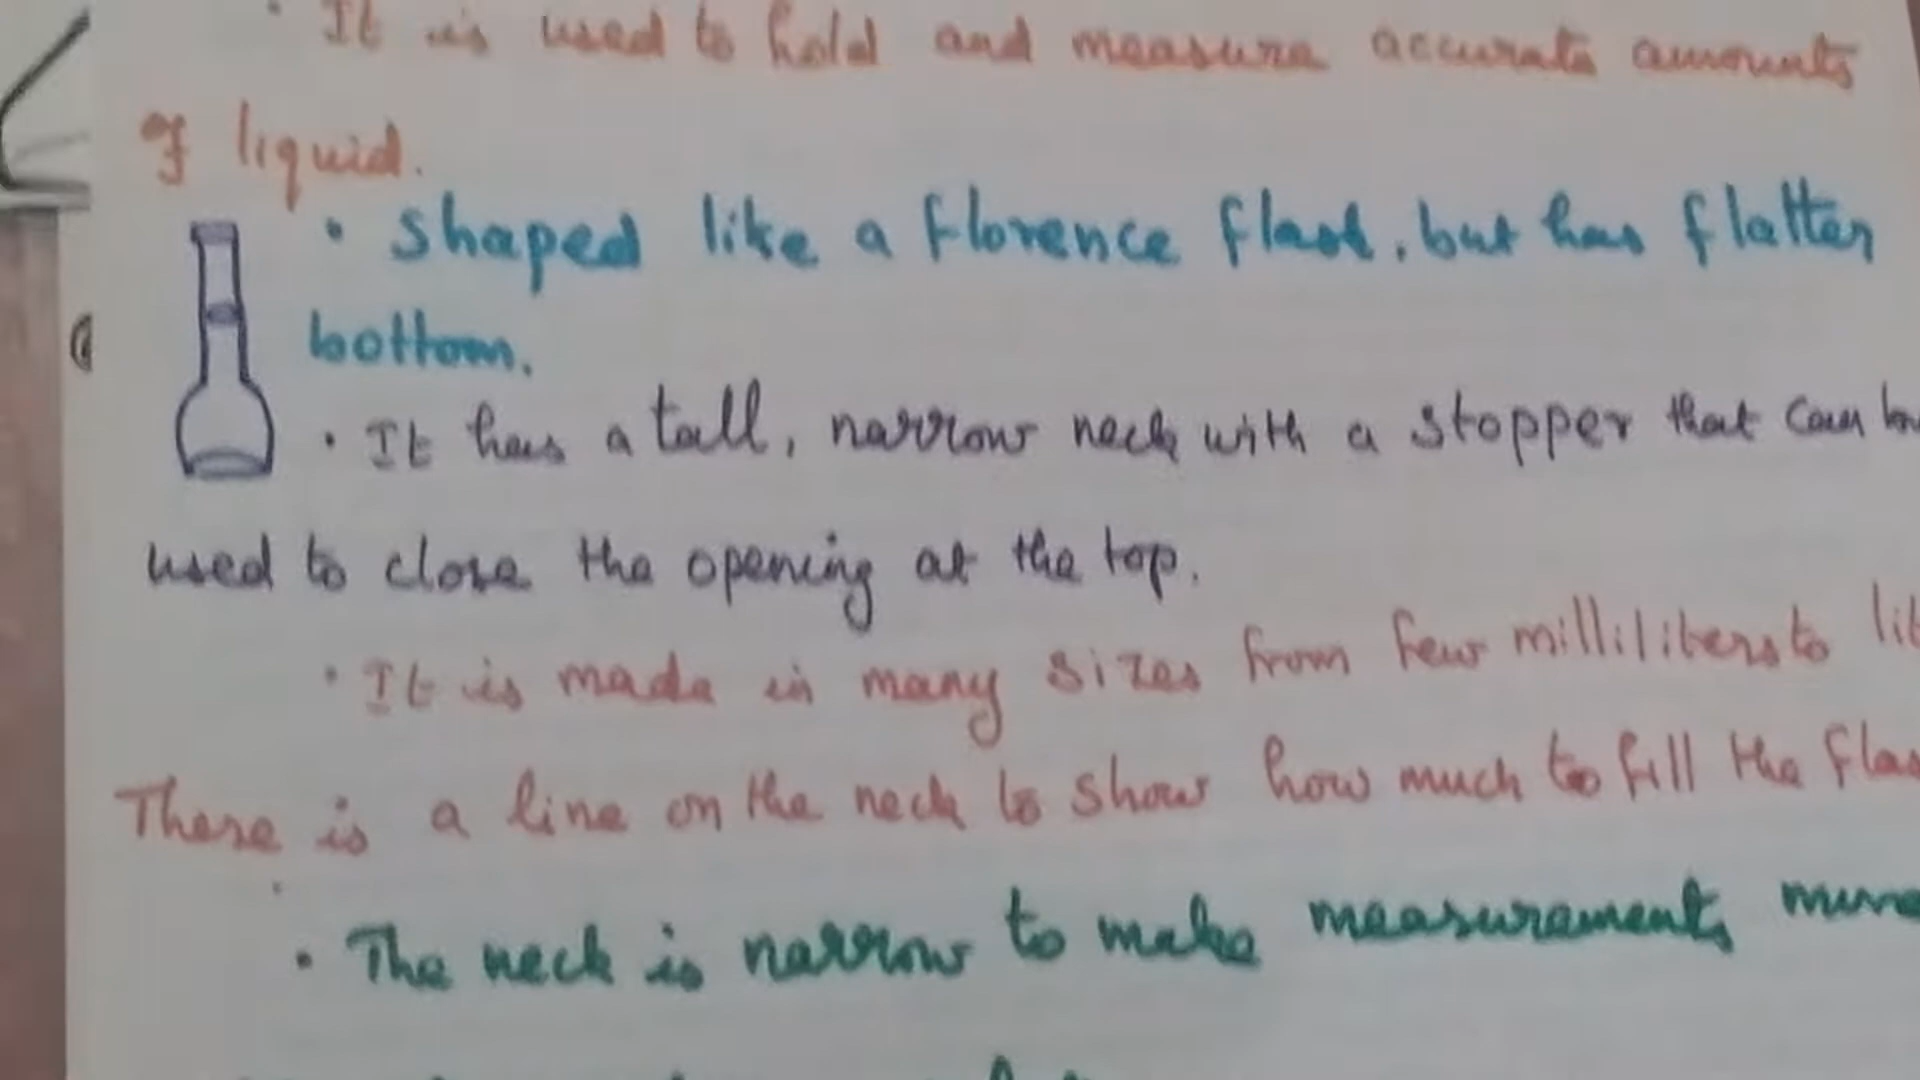 • It is used to hold and measure accurate amounts
of liquid.
• shaped like a florence flask, but has flatter
bottom.
• It has a tall, narrow neck with a stopper that can be
used to close the opening at the top.
• It is made in many sizes from few milliliters to
There is a line on the neck to show how much to fill the
• The neck is narrow to make measurements